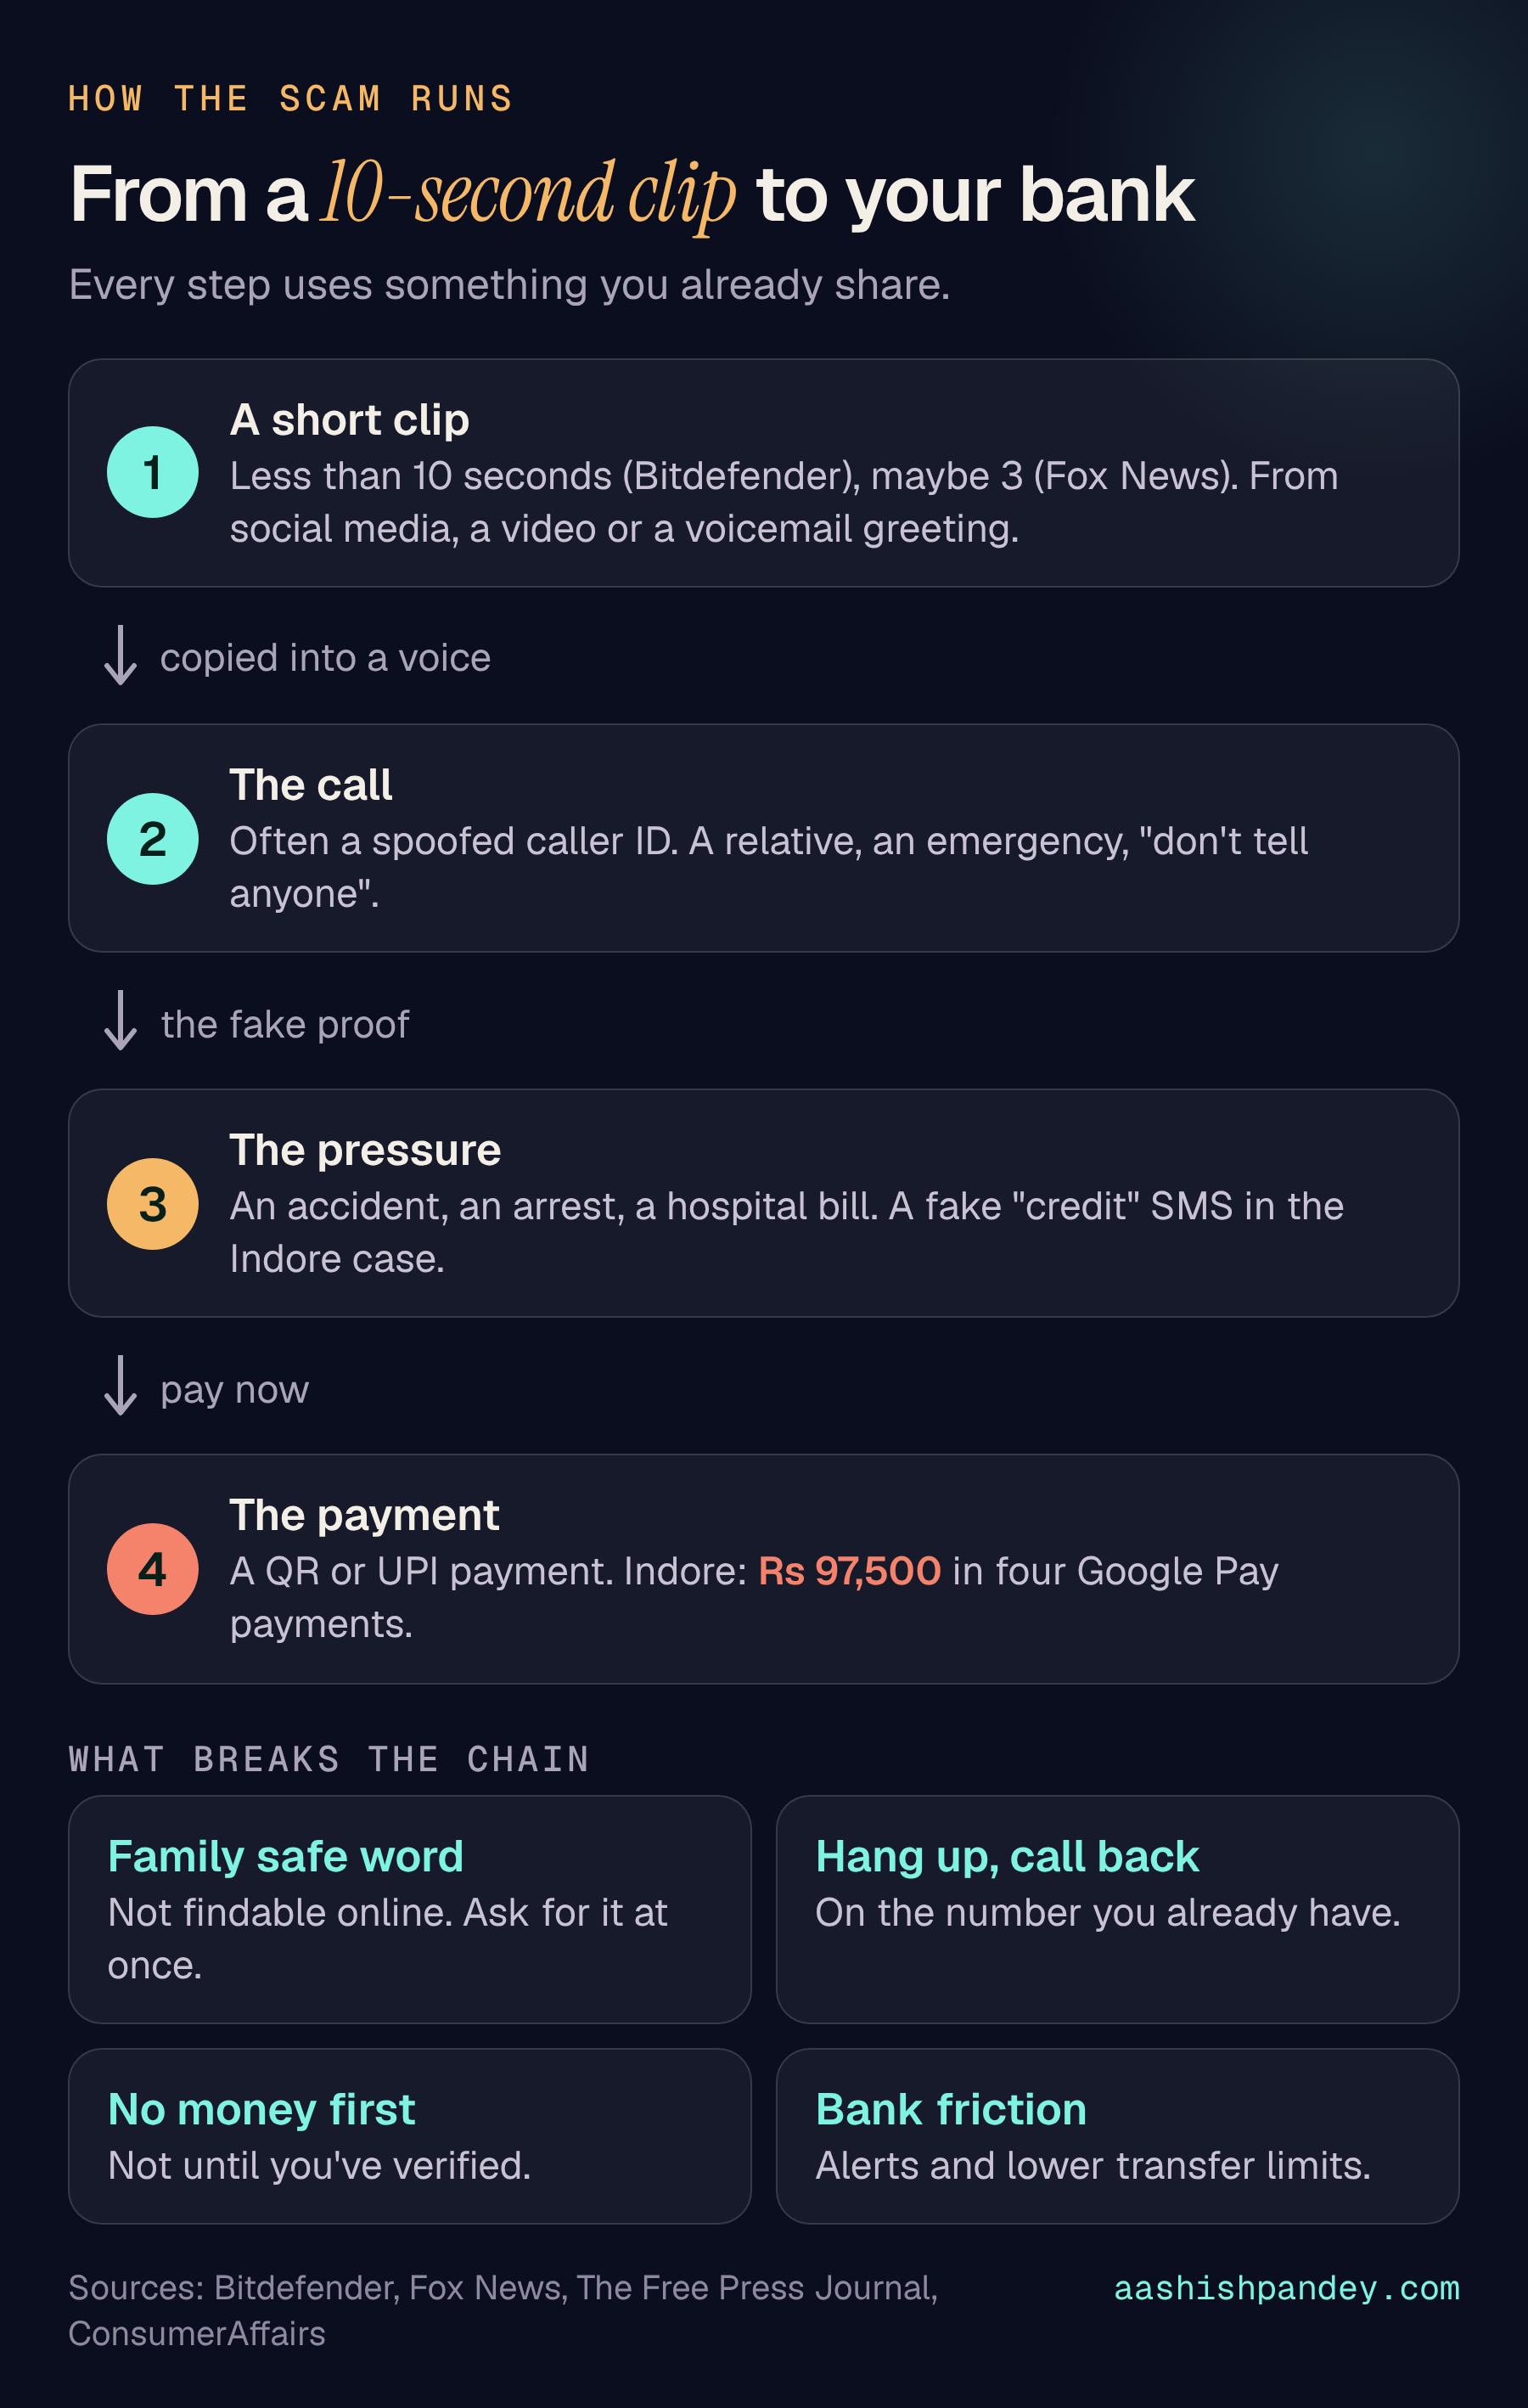 HOW THE SCAM RUNS
From a 10-second clip to your bank
Every step uses something you already share.
1
A short clip
Less than 10 seconds (Bitdefender), maybe 3 (Fox News). From
social media, a video or a voicemail greeting.
copied into a voice
2
The call
Often a spoofed caller ID. A relative, an emergency, "don't tell
anyone".
the fake proof
3
The pressure
An accident, an arrest, a hospital bill. A fake "credit" SMS in the
Indore case.
pay now
4
The payment
A QR or UPI payment. Indore: Rs 97,500 in four Google Pay
payments.
WHAT BREAKS THE CHAIN
Family safe word
Not findable online. Ask for it at
once.
Hang up, call back
On the number you already have.
No money first
Not until you've verified.
Bank friction
Alerts and lower transfer limits.
Sources: Bitdefender, Fox News, The Free Press Journal,
ConsumerAffairs
aashishpandey.com